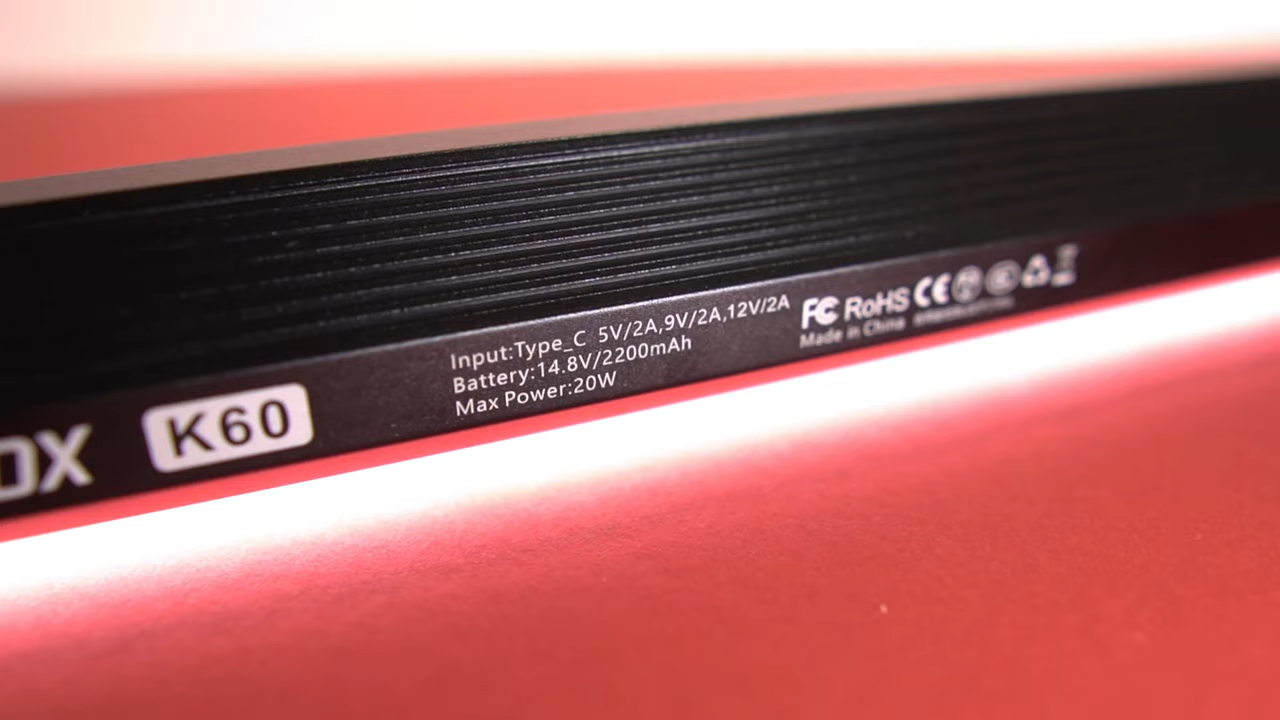 OX
K60
Input:Type_C 5V/2A,9V/2A,12V/2A
Battery:14.8V/2200mAh
Max Power:20W
FC RoHS CE
Made in China